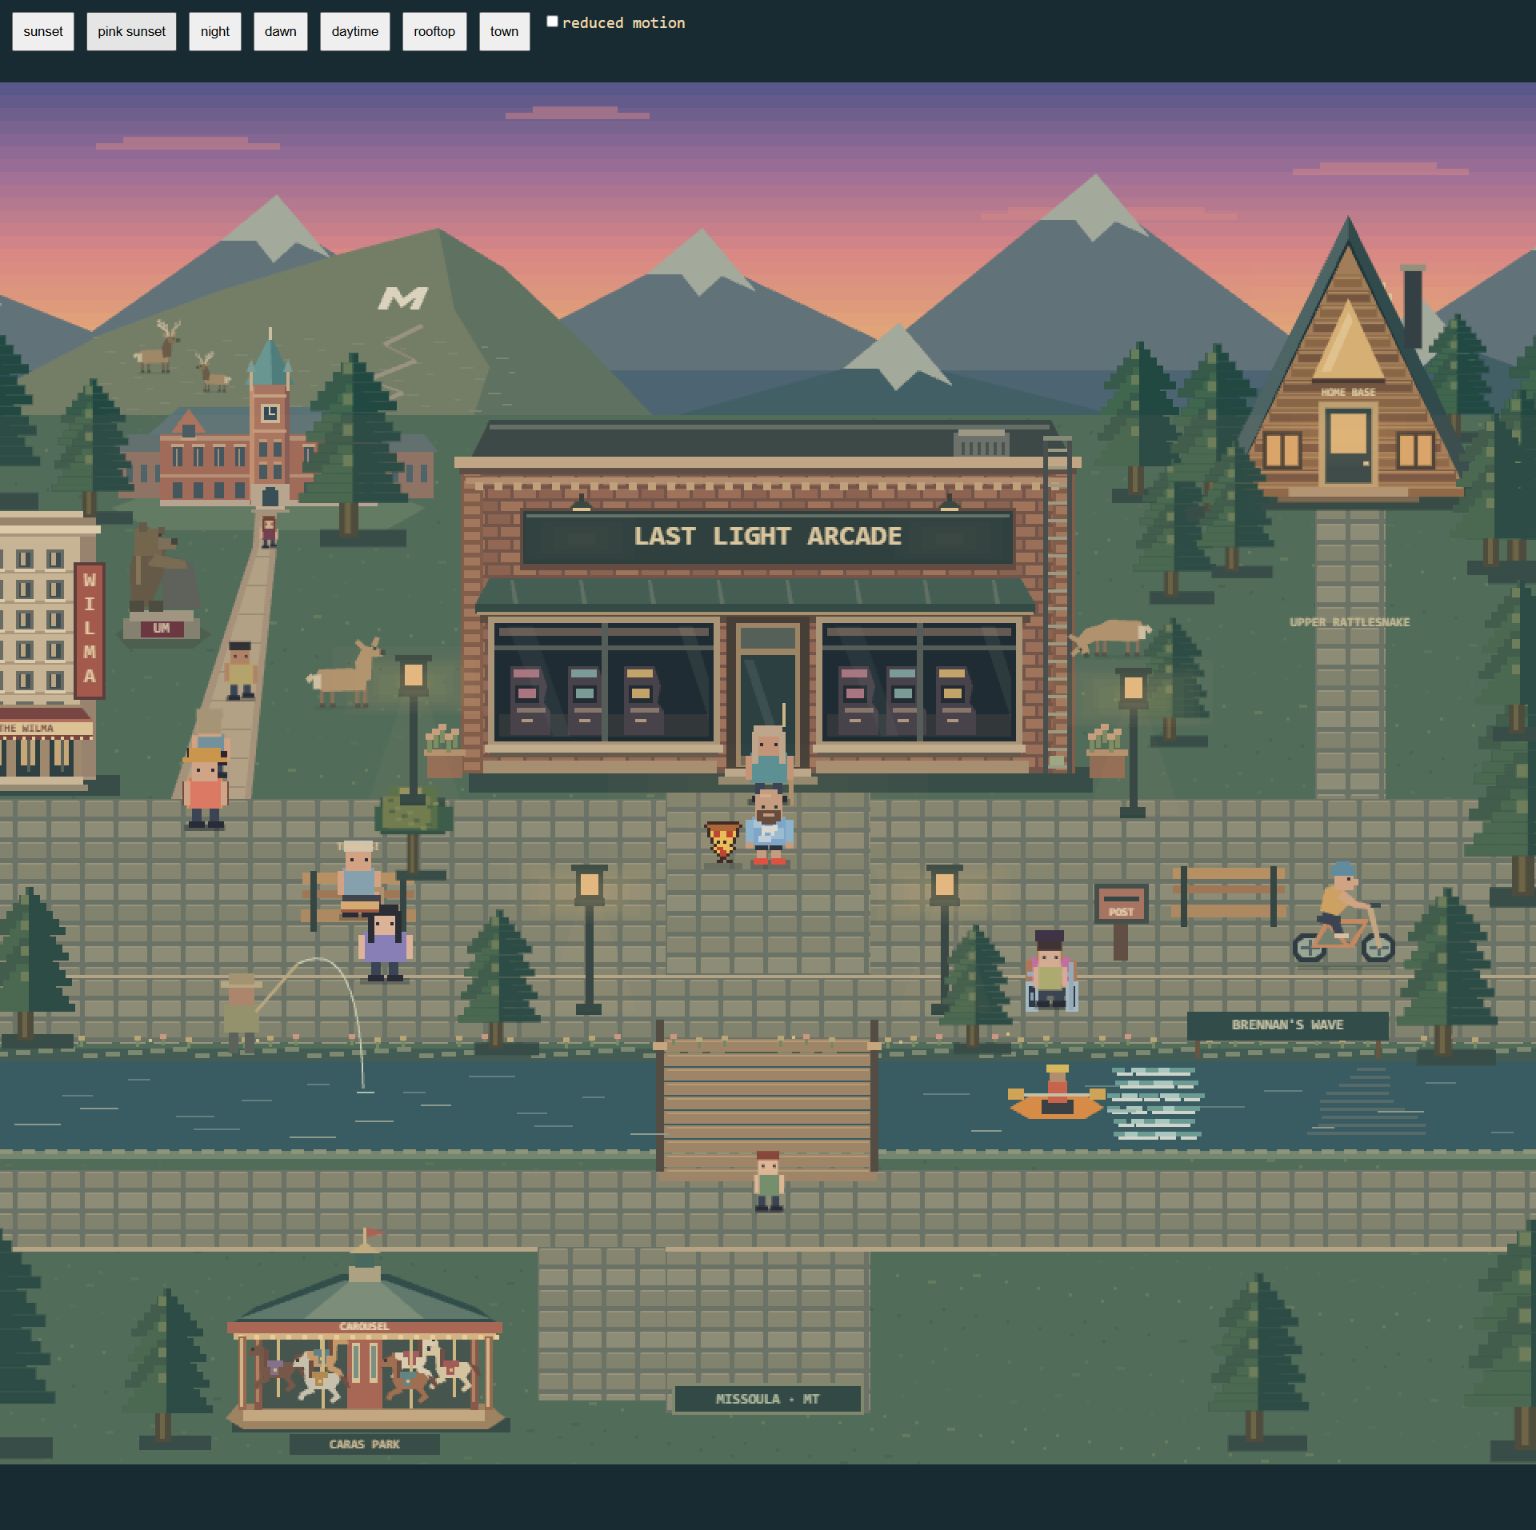 sunset
pink sunset
night
dawn
daytime
rooftop
town
reduced motion
M
HOME BASE
LAST LIGHT ARCADE
WILMA
UM
UPPER RATTLESNAKE
THE WILMA
POST
BRENNAN'S WAVE
CAROUSEL
MISSOULA · MT
CARAS PARK